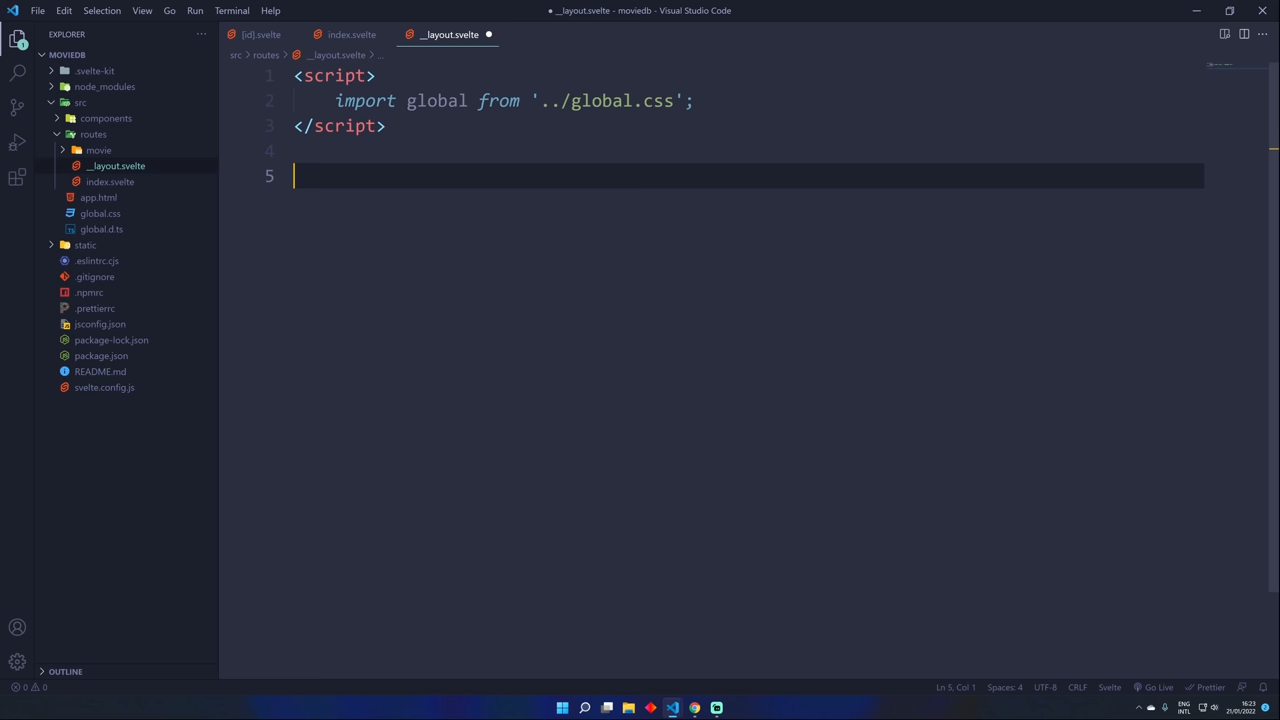 File Edit Selection View Go Run Terminal Help
● __layout.svelte - moviedb - Visual Studio Code
EXPLORER
MOVIEDB
.svelte-kit
node_modules
src
components
routes
movie
__layout.svelte
index.svelte
app.html
global.css
global.d.ts
static
.eslintrc.cjs
.gitignore
.npmrc
.prettierrc
jsconfig.json
package-lock.json
package.json
README.md
svelte.config.js
OUTLINE
[id].svelte index.svelte __layout.svelte
src > routes > __layout.svelte > ...
1 <script>
2 import global from '../global.css';
3 </script>
4
5
0 0
Ln 5, Col 1 Spaces: 4 UTF-8 CRLF Svelte Go Live Prettier
ENG
INTL
16:23
21/01/2022